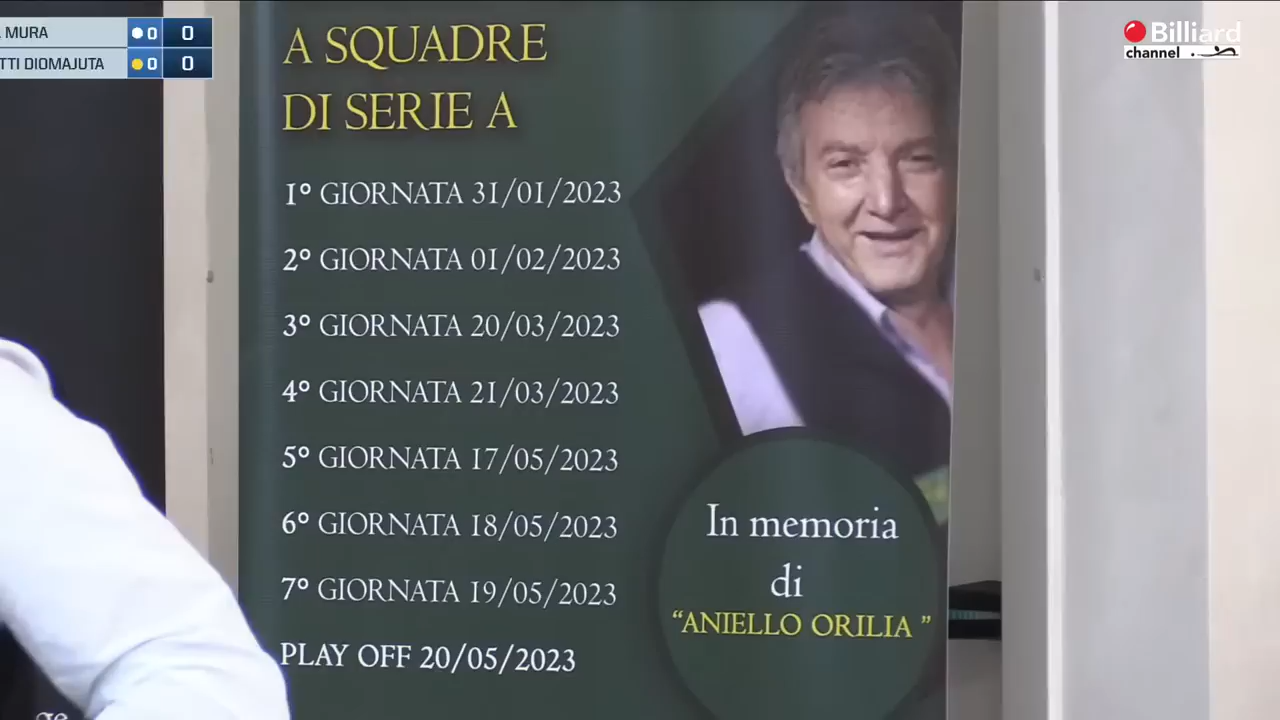 MURA 0 0
TTI DIOMAJUTA 0 0
Billiard
channel
A SQUADRE
DI SERIE A
1° GIORNATA 31/01/2023
2° GIORNATA 01/02/2023
3° GIORNATA 20/03/2023
4° GIORNATA 21/03/2023
5° GIORNATA 17/05/2023
6° GIORNATA 18/05/2023
7° GIORNATA 19/05/2023
PLAY OFF 20/05/2023
In memoria
di
“ANIELLO ORILIA ”